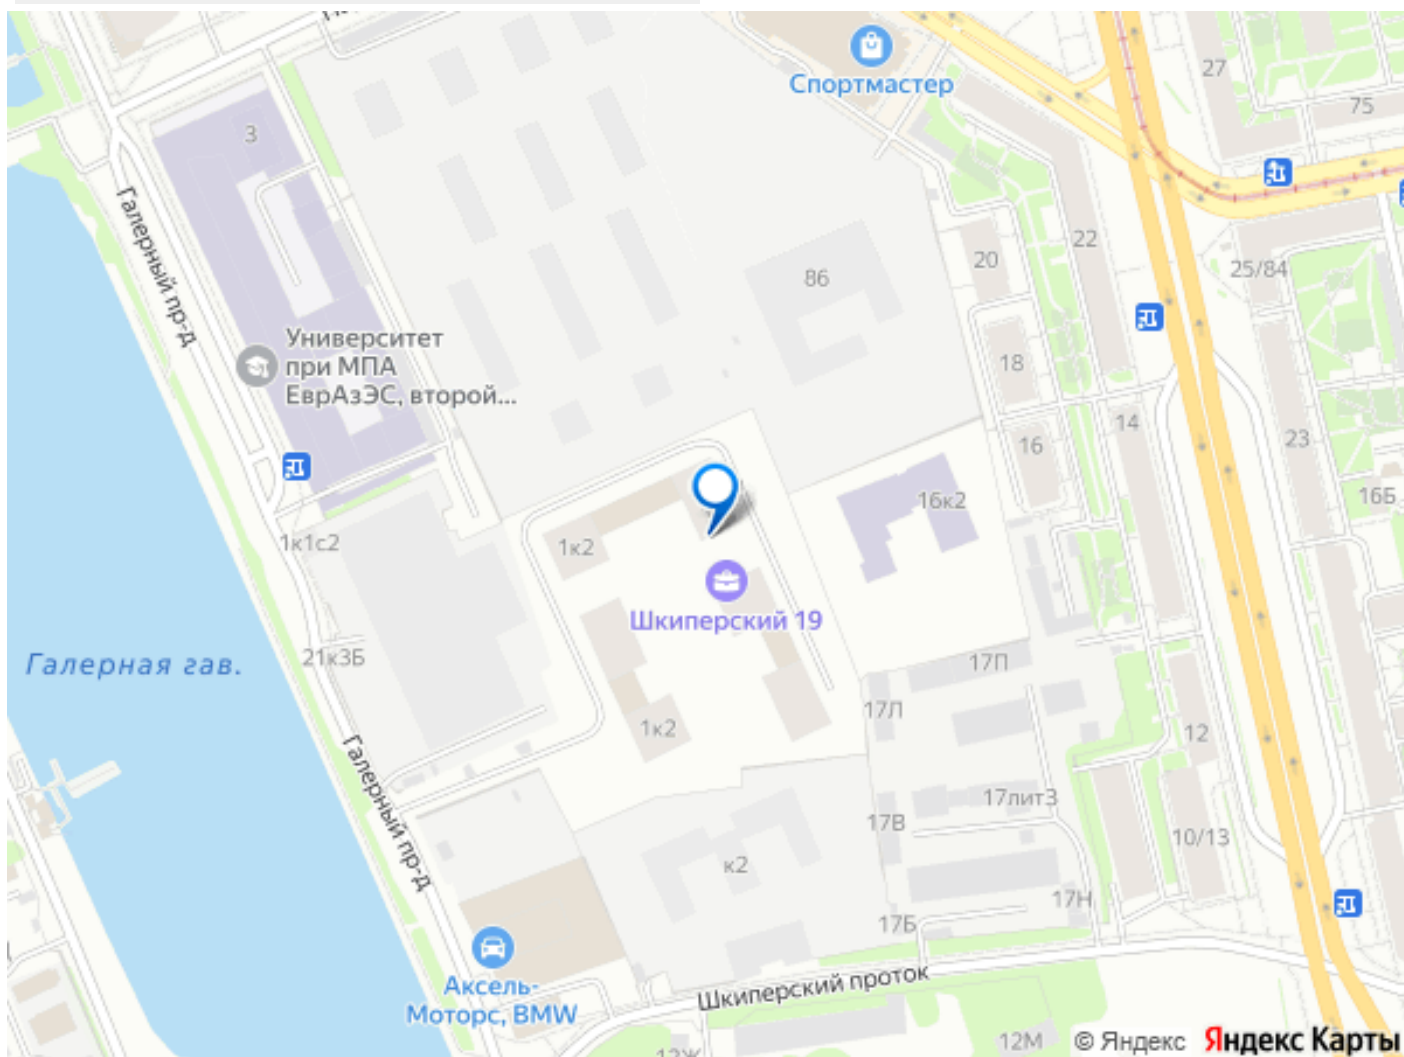 Спортмастер
27
75
3
22
20
86
25/84
Галерный пр-д
Университет
при МПА
ЕврАзЭС, второй...
18
14
16
23
16Б
16к2
1к1с2
1к2
Шкиперский 19
21к3Б
Галерная гав.
17П
17Л
12
1к2
Галерный пр-д
17лит3
17В
10/13
к2
17Н
17Б
Аксель-
Моторс, BMW
Шкиперский проток
12М
12Ж
© Яндекс
Яндекс Карты